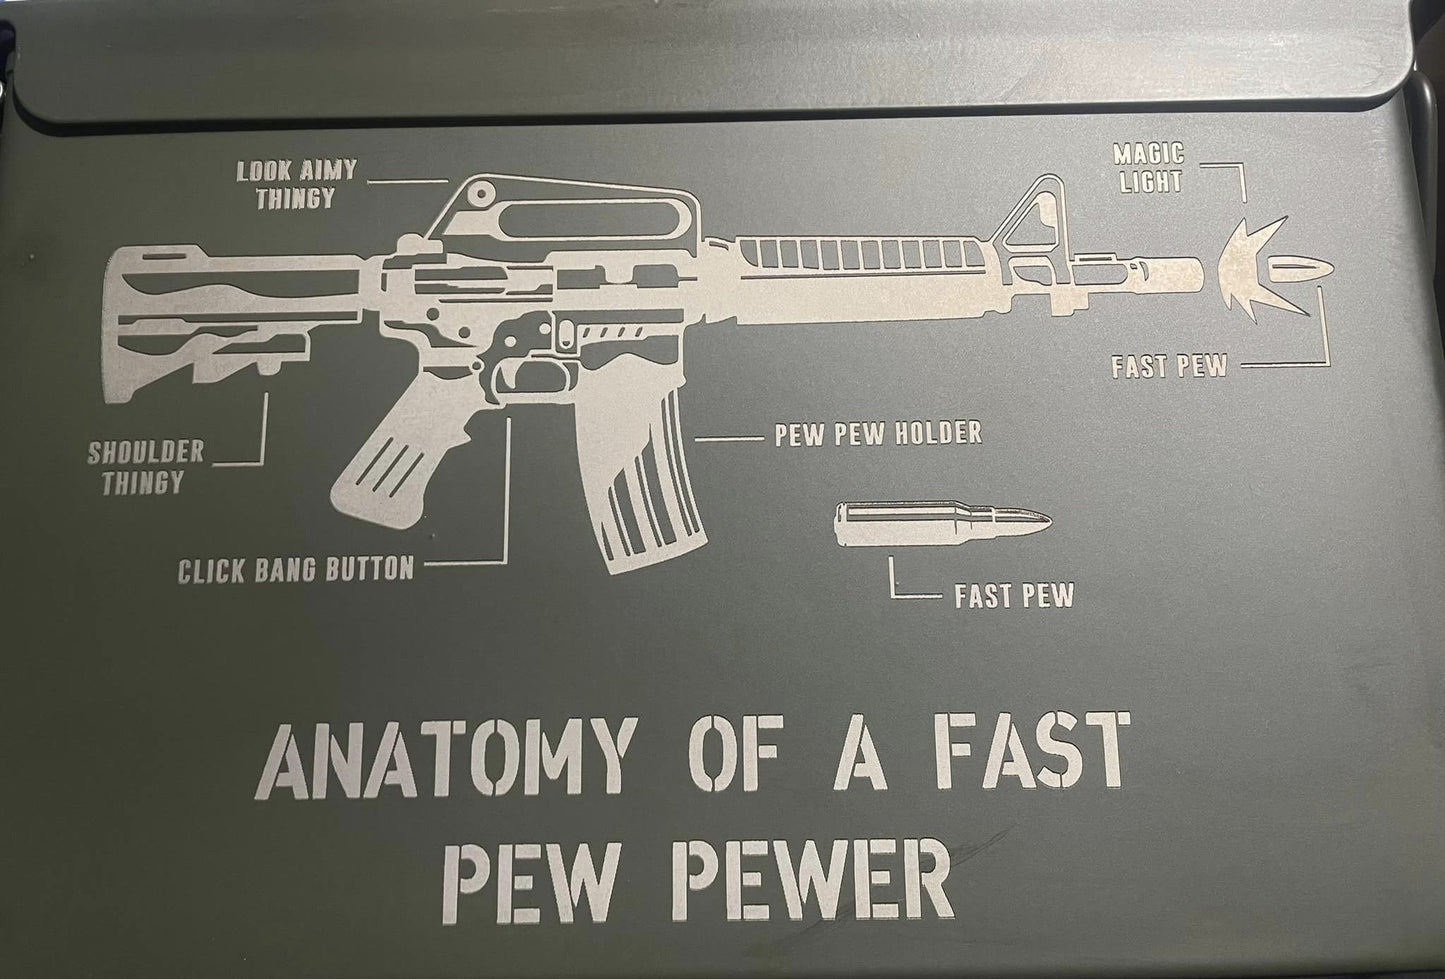 LOOK AIMY
THINGY
MAGIC
LIGHT
FAST PEW
PEW PEW HOLDER
SHOULDER
THINGY
CLICK BANG BUTTON
FAST PEW
ANATOMY OF A FAST
PEW PEWER